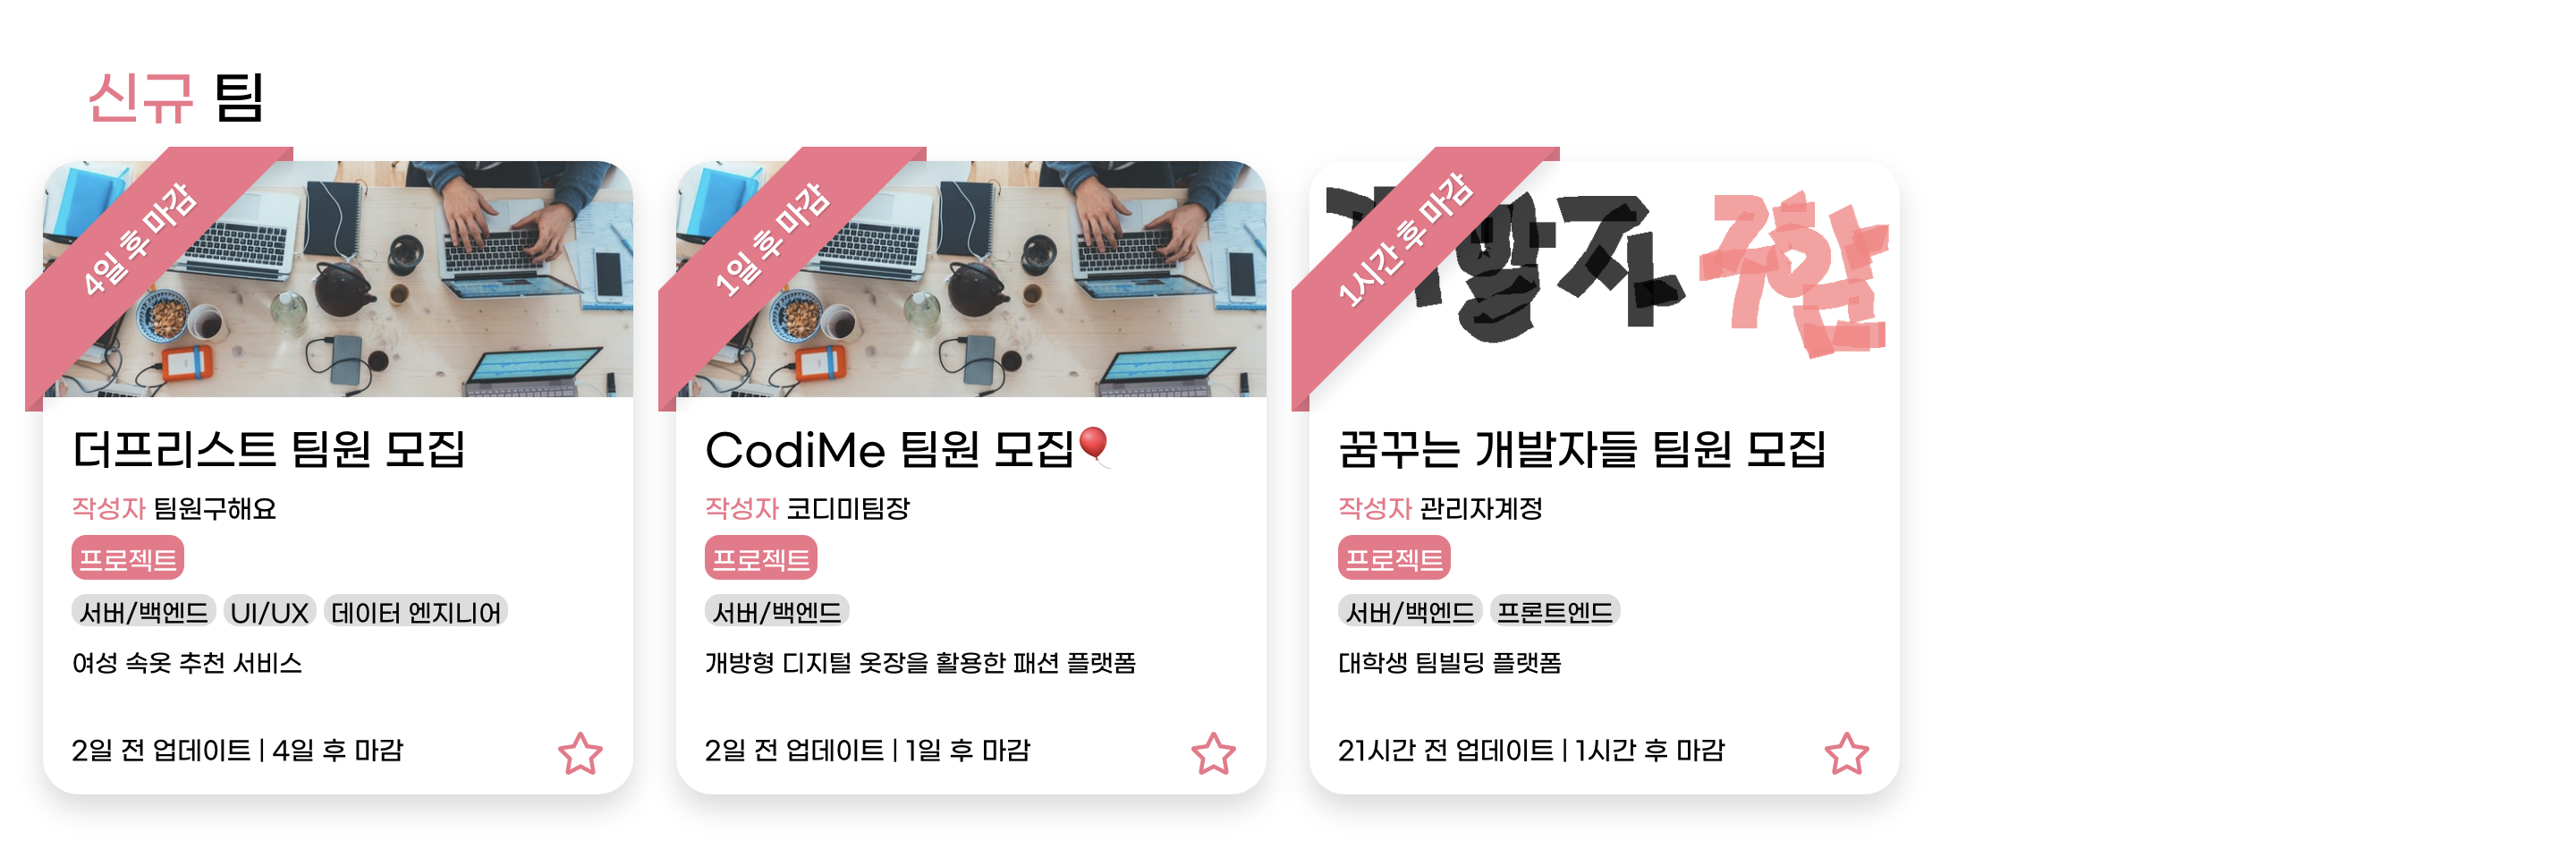 신규 팀
4일 후 마감
더프리스트 팀원 모집
작성자 팀원구해요
프로젝트
서버/백엔드 UI/UX 데이터 엔지니어
여성 속옷 추천 서비스
2일 전 업데이트 | 4일 후 마감
1일 후 마감
CodiMe 팀원 모집🎈
작성자 코디미팀장
프로젝트
서버/백엔드
개방형 디지털 옷장을 활용한 패션 플랫폼
2일 전 업데이트 | 1일 후 마감
1시간 후 마감
개발자 구함
꿈꾸는 개발자들 팀원 모집
작성자 관리자계정
프로젝트
서버/백엔드 프론트엔드
대학생 팀빌딩 플랫폼
21시간 전 업데이트 | 1시간 후 마감